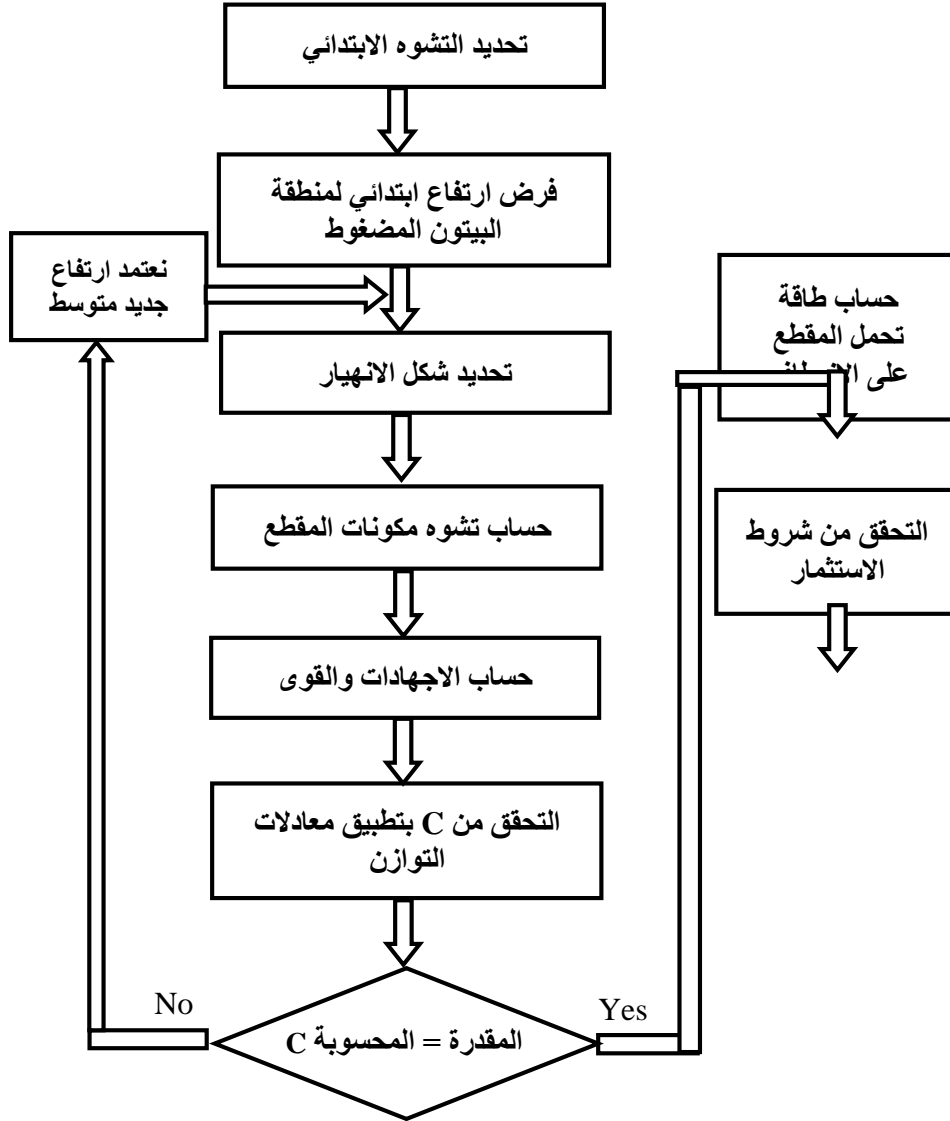 تحديد التشوه الابتدائي
فرض ارتفاع ابتدائي لمنطقة
البيتون المضغوط
نعتمد ارتفاع
جديد متوسط
تحديد شكل الانهيار
حساب تشوه مكونات المقطع
حساب الاجهادات والقوى
التحقق من C بتطبيق معادلات
التوازن
المقدرة = المحسوبة C
No
Yes
حساب طاقة
تحمل المقطع
على
التحقق من شروط
الاستثمار